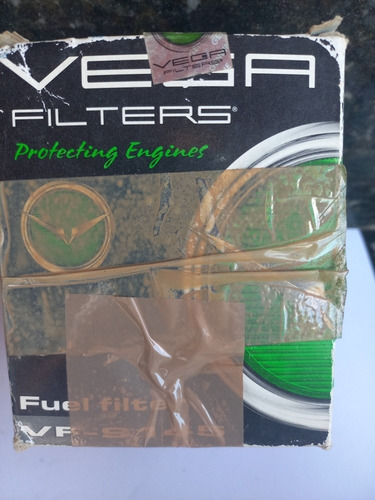 VEGA
FILTERS
VEGA
FILTERS®
Protecting Engines
Fuel filter